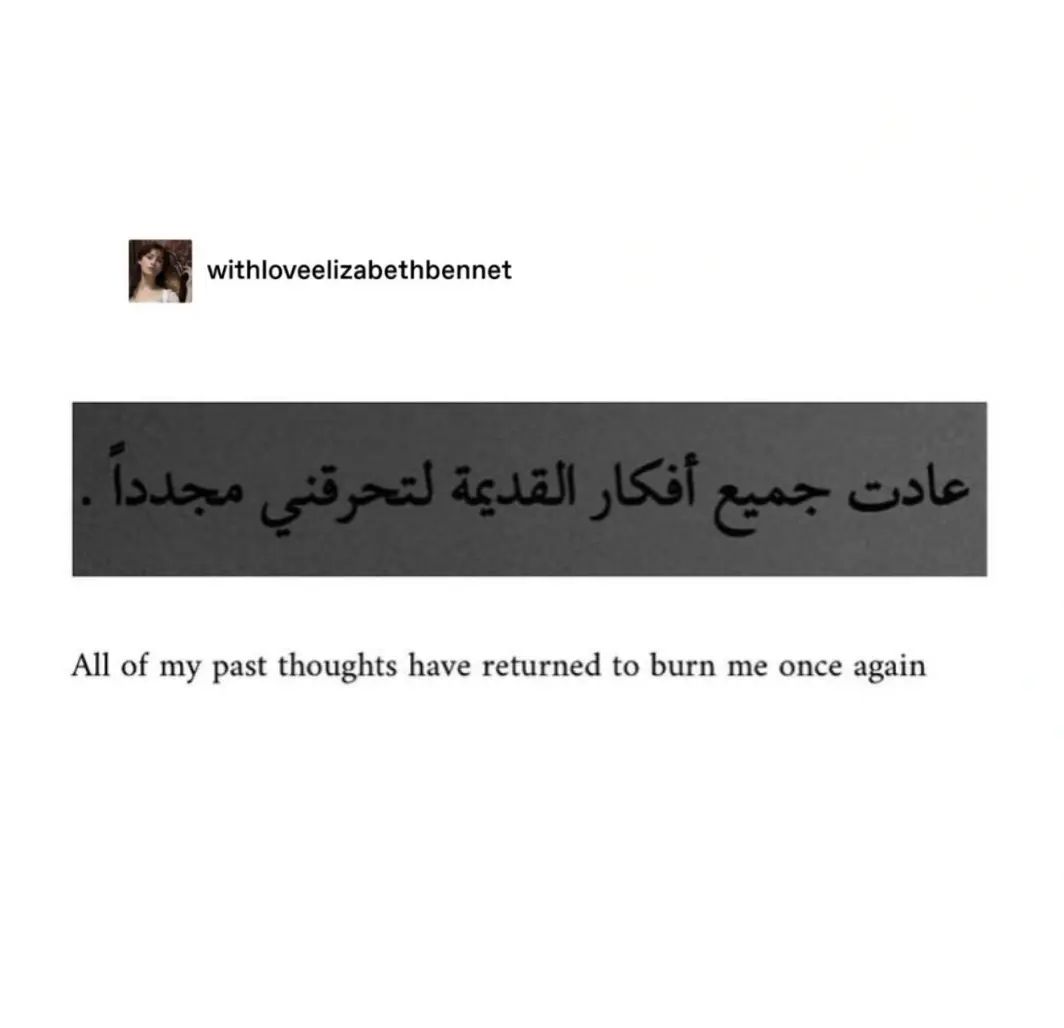 withloveelizabethbennet
عادت جميع أفكار القديمة لتحرقني مجدداً .
All of my past thoughts have returned to burn me once again